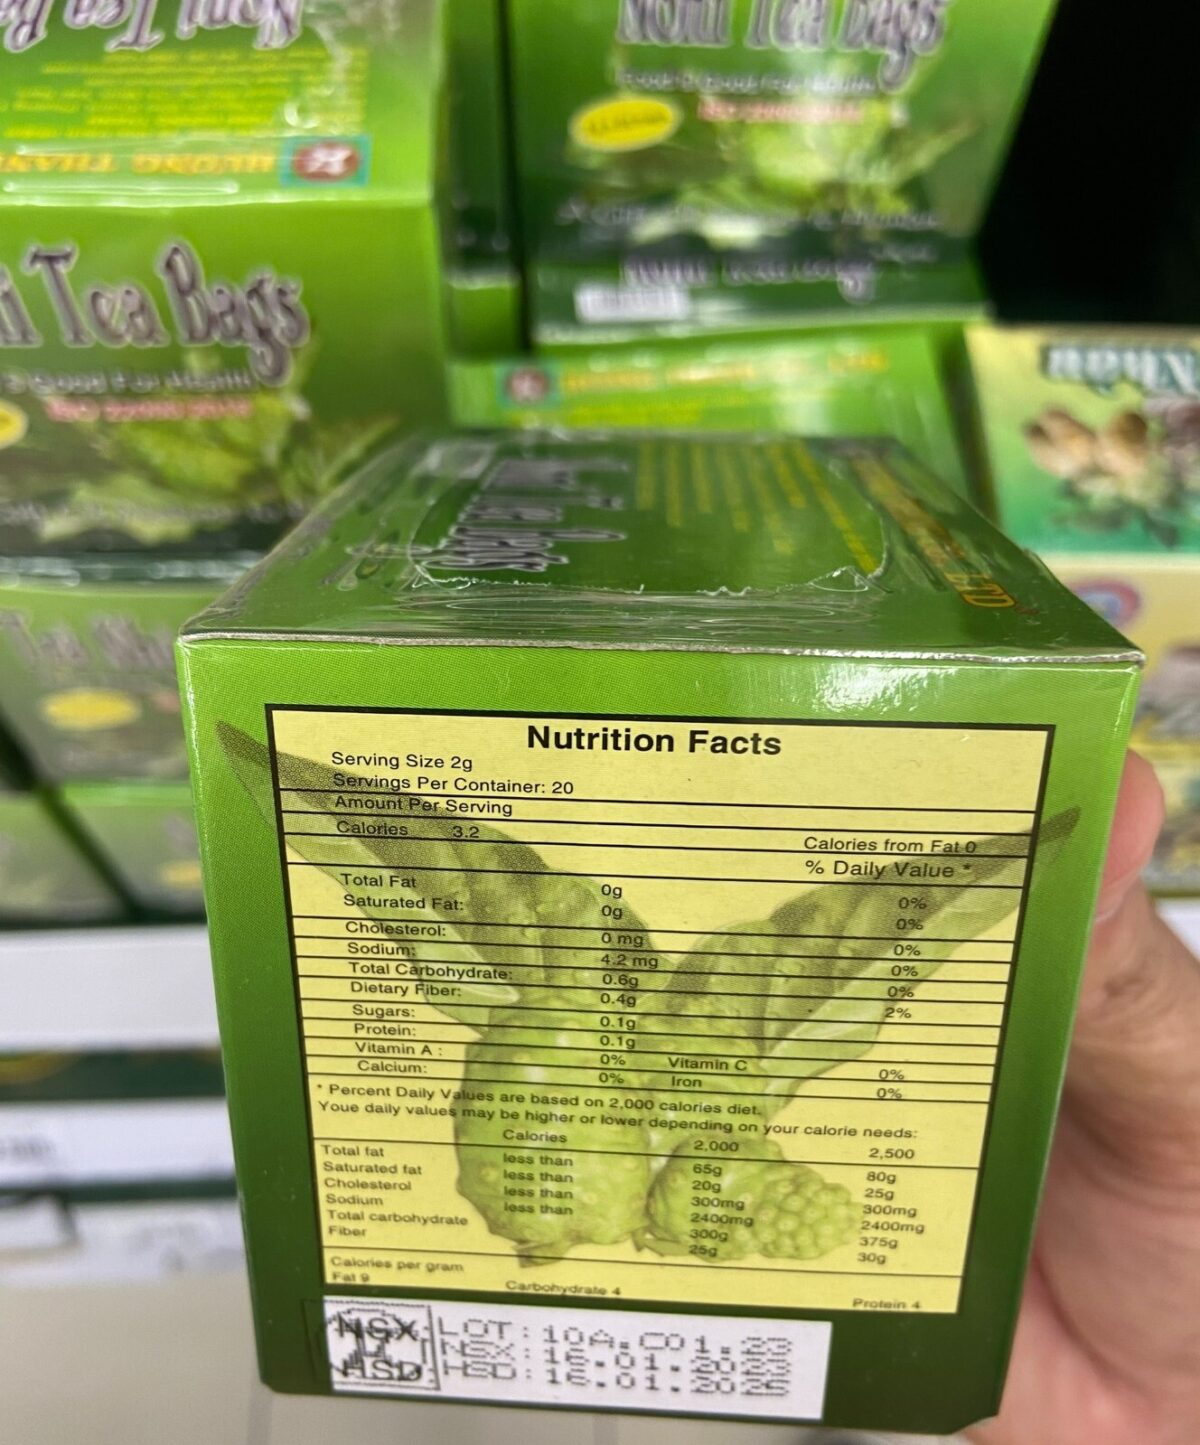 Noni Tea Bags
i Tea Bags
Nutrition Facts
Serving Size 2g
Servings Per Container: 20
Amount Per Serving
Calories 3.2
Calories from Fat 0
% Daily Value *
Total Fat 0g 0%
Saturated Fat: 0g 0%
Cholesterol: 0 mg 0%
Sodium: 4.2 mg 0%
Total Carbohydrate: 0.6g 0%
Dietary Fiber: 0.4g 2%
Sugars: 0.1g
Protein: 0.1g
Vitamin A : 0% Vitamin C 0%
Calcium: 0% Iron 0%
* Percent Daily Values are based on 2,000 calories diet.
Youe daily values may be higher or lower depending on your calorie needs:
Calories 2,000 2,500
Total fat less than 65g 80g
Saturated fat less than 20g 25g
Cholesterol less than 300mg 300mg
Sodium less than 2400mg 2400mg
Total carbohydrate 300g 375g
Fiber 25g 30g
Calories per gram
Fat 9 Carbohydrate 4 Protein 4
NSX
HSD
LOT: 10A.C01.23
NSX: 16.01.2023
HSD: 16.01.2026